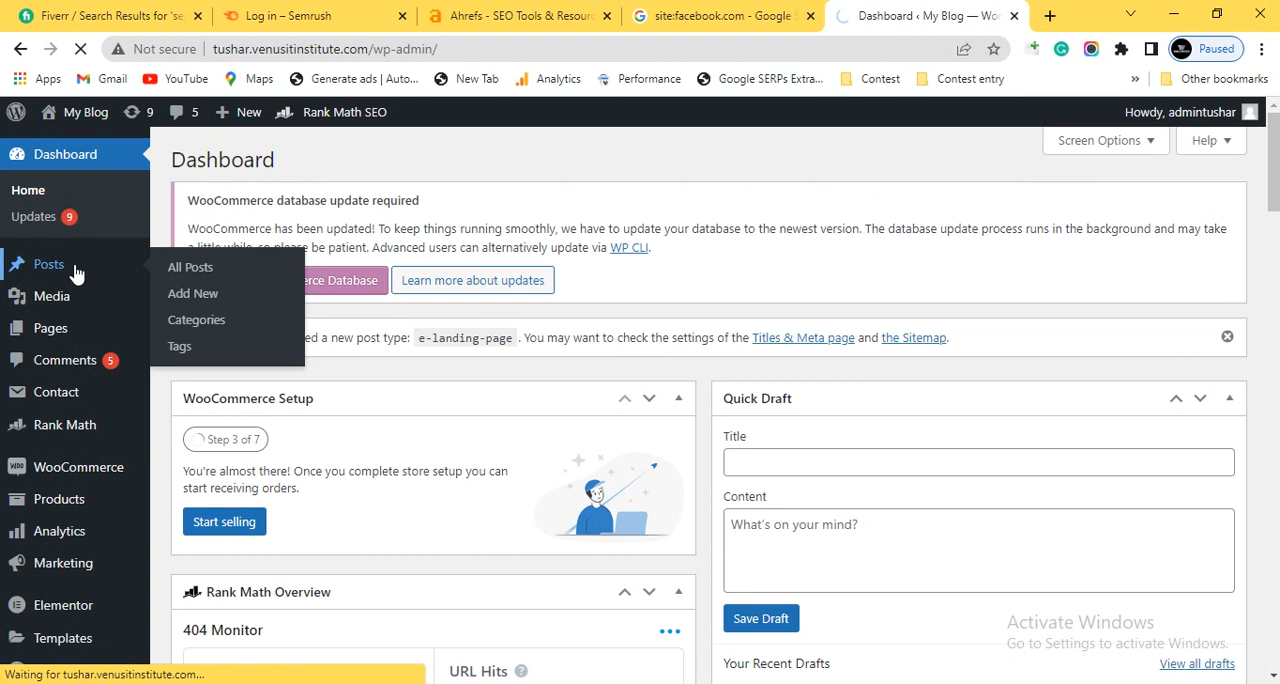 Fiverr / Search Results for 'se
Log in – Semrush
Ahrefs - SEO Tools & Resourc
site:facebook.com - Google S
Dashboard ‹ My Blog — Wor
Not secure tushar.venusitinstitute.com/wp-admin/
Paused
Apps Gmail YouTube Maps Generate ads | Auto... New Tab Analytics Performance Google SERPs Extra... Contest Contest entry » Other bookmarks
My Blog 9 5 + New Rank Math SEO Howdy, admintushar
Screen Options ▼ Help ▼
Dashboard
Home
Updates 9
Posts
Media
Pages
Comments 5
Contact
Rank Math
WooCommerce
Products
Analytics
Marketing
Elementor
Templates
All Posts
Add New
Categories
Tags
Dashboard
WooCommerce database update required
WooCommerce has been updated! To keep things running smoothly, we have to update your database to the newest version. The database update process runs in the background and may take
be patient. Advanced users can alternatively update via WP CLI.
Database Learn more about updates
a new post type: e-landing-page . You may want to check the settings of the Titles & Meta page and the Sitemap.
WooCommerce Setup
Step 3 of 7
You're almost there! Once you complete store setup you can
start receiving orders.
Start selling
Rank Math Overview
404 Monitor
URL Hits
Quick Draft
Title
Content
What's on your mind?
Save Draft
Your Recent Drafts View all drafts
Activate Windows
Go to Settings to activate Windows.
Waiting for tushar.venusitinstitute.com...